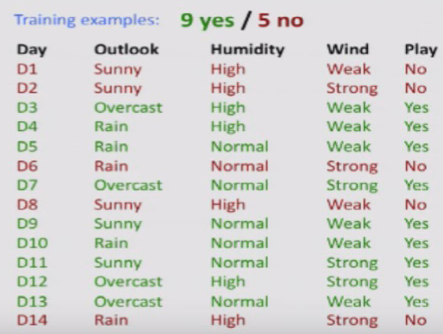 Training examples: 9 yes / 5 no
Day Outlook Humidity Wind Play
D1 Sunny High Weak No
D2 Sunny High Strong No
D3 Overcast High Weak Yes
D4 Rain High Weak Yes
D5 Rain Normal Weak Yes
D6 Rain Normal Strong No
D7 Overcast Normal Strong Yes
D8 Sunny High Weak No
D9 Sunny Normal Weak Yes
D10 Rain Normal Weak Yes
D11 Sunny Normal Strong Yes
D12 Overcast High Strong Yes
D13 Overcast Normal Weak Yes
D14 Rain High Strong No